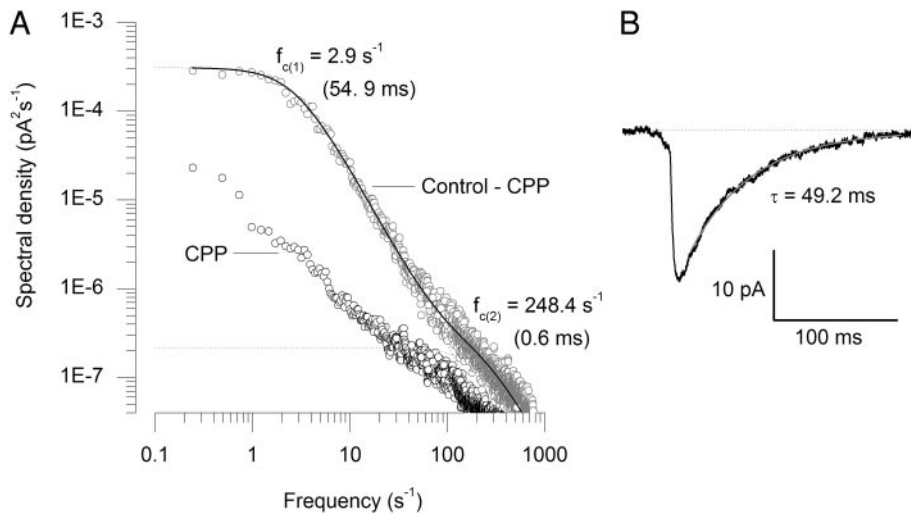 A
B
1E-3
1E-4
1E-5
1E-6
1E-7
Spectral density (pA²s⁻¹)
f_c(1) = 2.9 s⁻¹
(54. 9 ms)
Control - CPP
CPP
f_c(2) = 248.4 s⁻¹
(0.6 ms)
0.1 1 10 100 1000
Frequency (s⁻¹)
τ = 49.2 ms
10 pA
100 ms